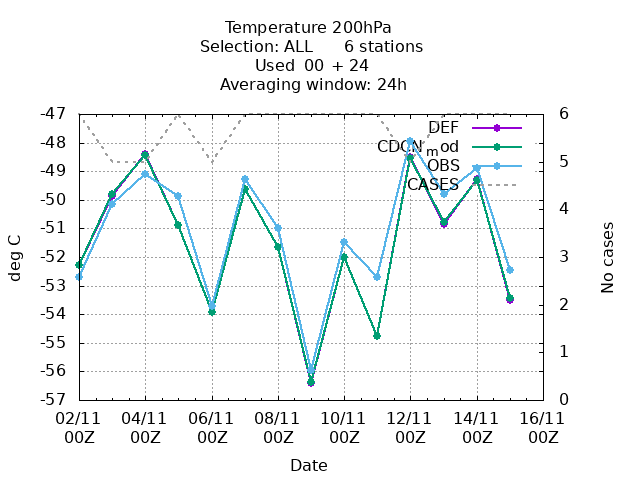 Temperature 200hPa
Selection: ALL 6 stations
Used 00 + 24
Averaging window: 24h
-47
-48
-49
-50
-51
-52
-53
-54
-55
-56
-57
6
5
4
3
2
1
0
DEF
CDCN_mod
OBS
CASES
deg C
No cases
02/11 04/11 06/11 08/11 10/11 12/11 14/11 16/11
00Z 00Z 00Z 00Z 00Z 00Z 00Z 00Z
Date